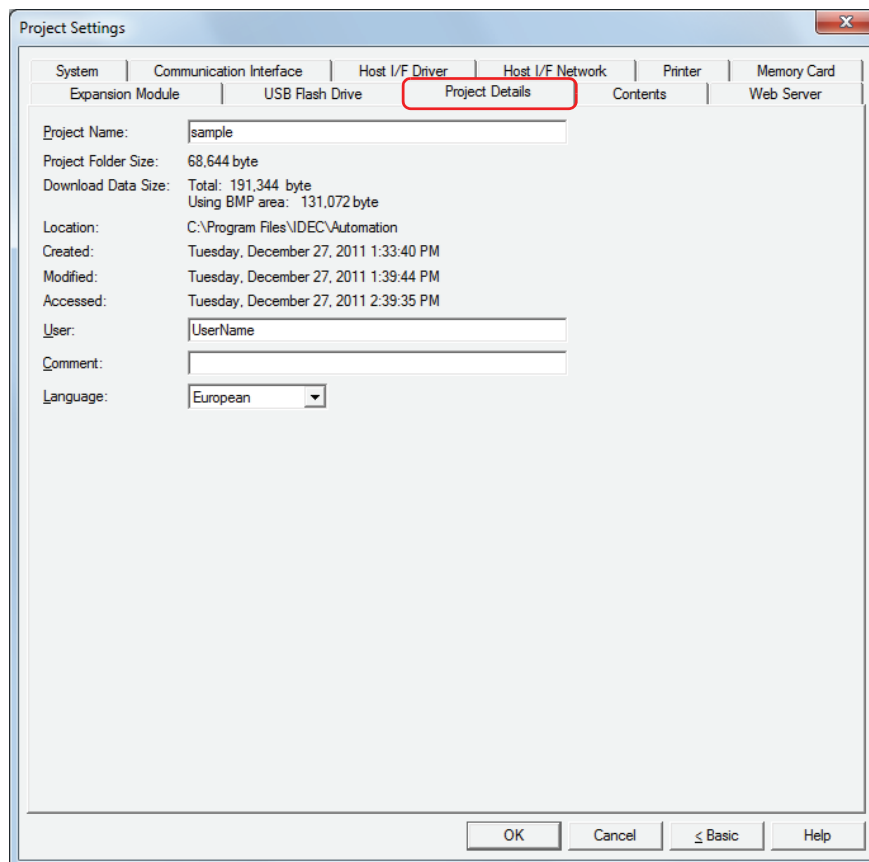 Project Settings
System Communication Interface Host I/F Driver Host I/F Network Printer Memory Card
Expansion Module USB Flash Drive Project Details Contents Web Server
Project Name: sample
Project Folder Size: 68,644 byte
Download Data Size: Total: 191,344 byte
Using BMP area: 131,072 byte
Location: C:\Program Files\IDEC\Automation
Created: Tuesday, December 27, 2011 1:33:40 PM
Modified: Tuesday, December 27, 2011 1:39:44 PM
Accessed: Tuesday, December 27, 2011 2:39:35 PM
User: UserName
Comment:
Language: European
OK Cancel < Basic Help